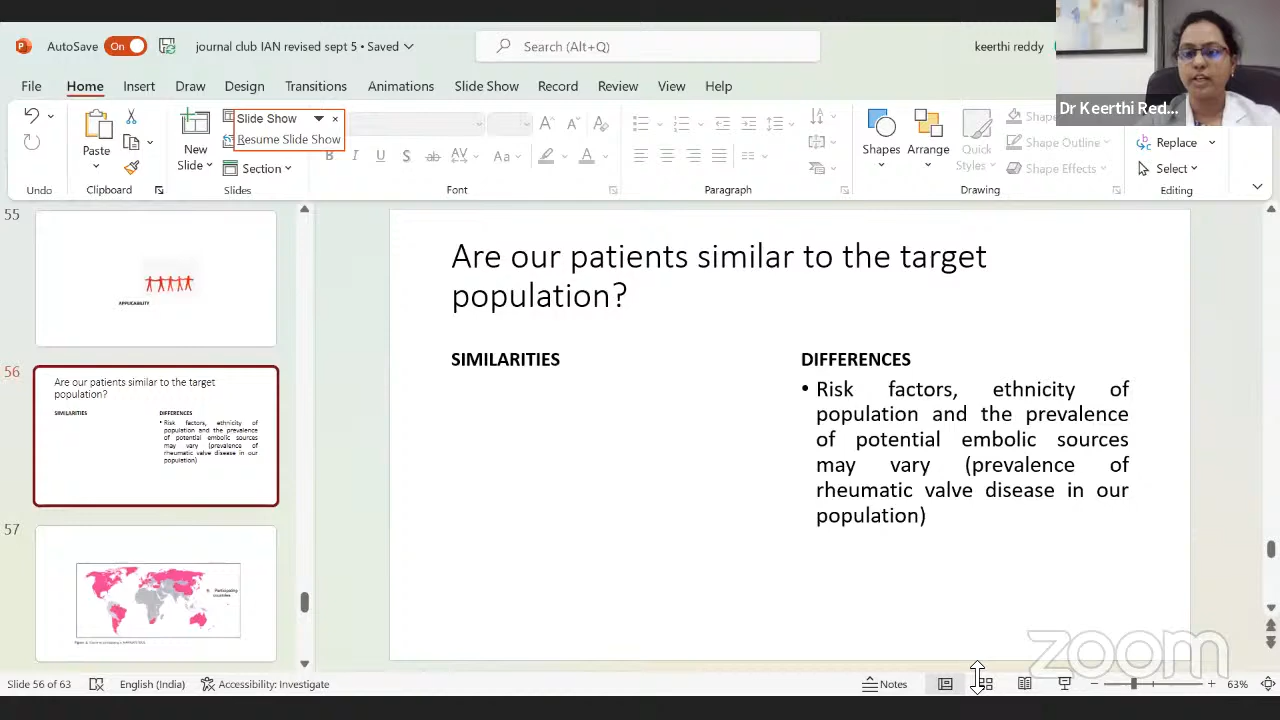 AutoSave On journal club IAN revised sept 5 • Saved Search (Alt+Q) keerthi reddy
File Home Insert Draw Design Transitions Animations Slide Show Record Review View Help
Dr Keerthi Red...
Undo
Paste
Clipboard
New
Slide
Slide Show
Resume Slide Show
Section
Slides
B I U S ab AV Aa A
Font
Paragraph
Shapes Arrange Quick
Styles
Shape Outline
Shape Effects
Drawing
Replace
Select
Editing
55
APPLICABILITY
56
Are our patients similar to the target
population?
SIMILARITIES
DIFFERENCES
• Risk factors, ethnicity of
population and the prevalence
of potential embolic sources
may vary (prevalence of
rheumatic valve disease in our
population)
57
Participating
countries
Are our patients similar to the target
population?
SIMILARITIES
DIFFERENCES
• Risk factors, ethnicity of
population and the prevalence
of potential embolic sources
may vary (prevalence of
rheumatic valve disease in our
population)
zoom
Slide 56 of 63 English (India) Accessibility: Investigate Notes 63%